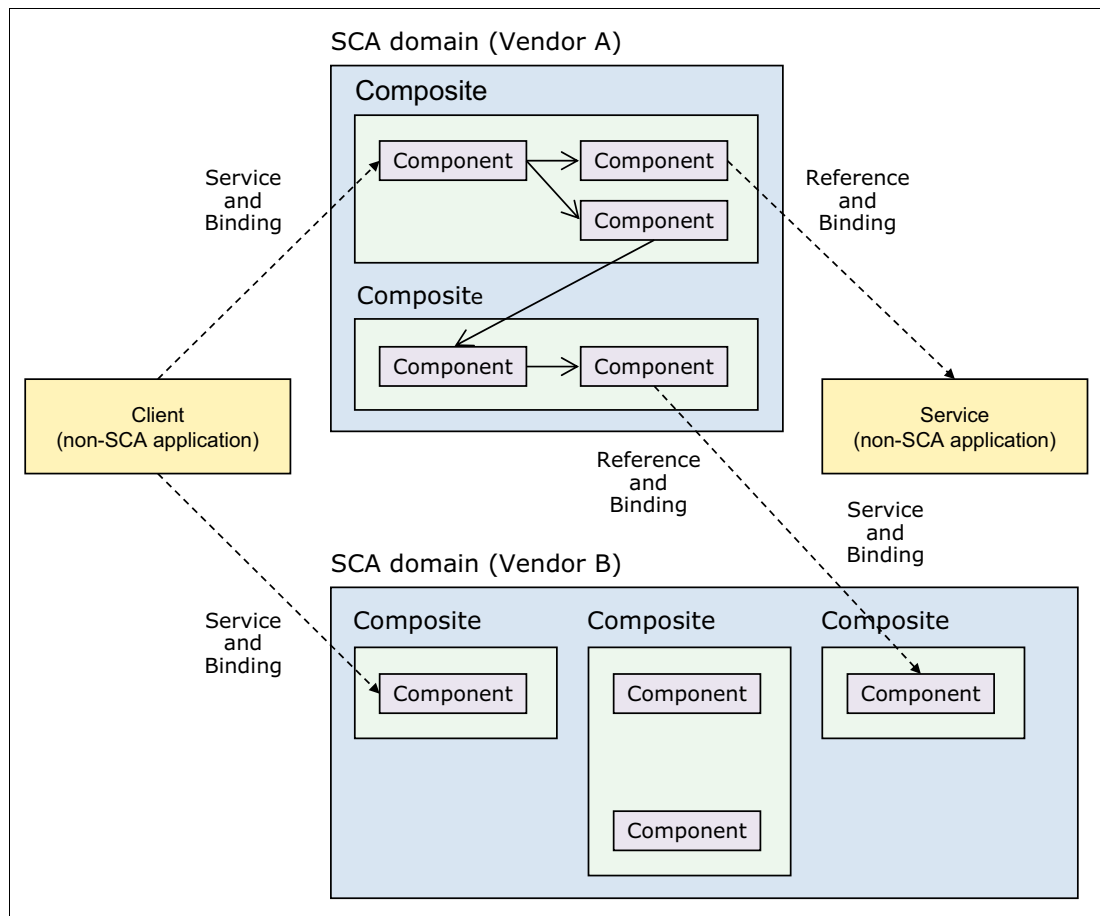 SCA domain (Vendor A)
Composite
Component
Component
Component
Service
and
Binding
Reference
and
Binding
Composite
Component
Component
Client
(non-SCA application)
Service
(non-SCA application)
Reference
and
Binding
Service
and
Binding
SCA domain (Vendor B)
Service
and
Binding
Composite
Composite
Composite
Component
Component
Component
Component